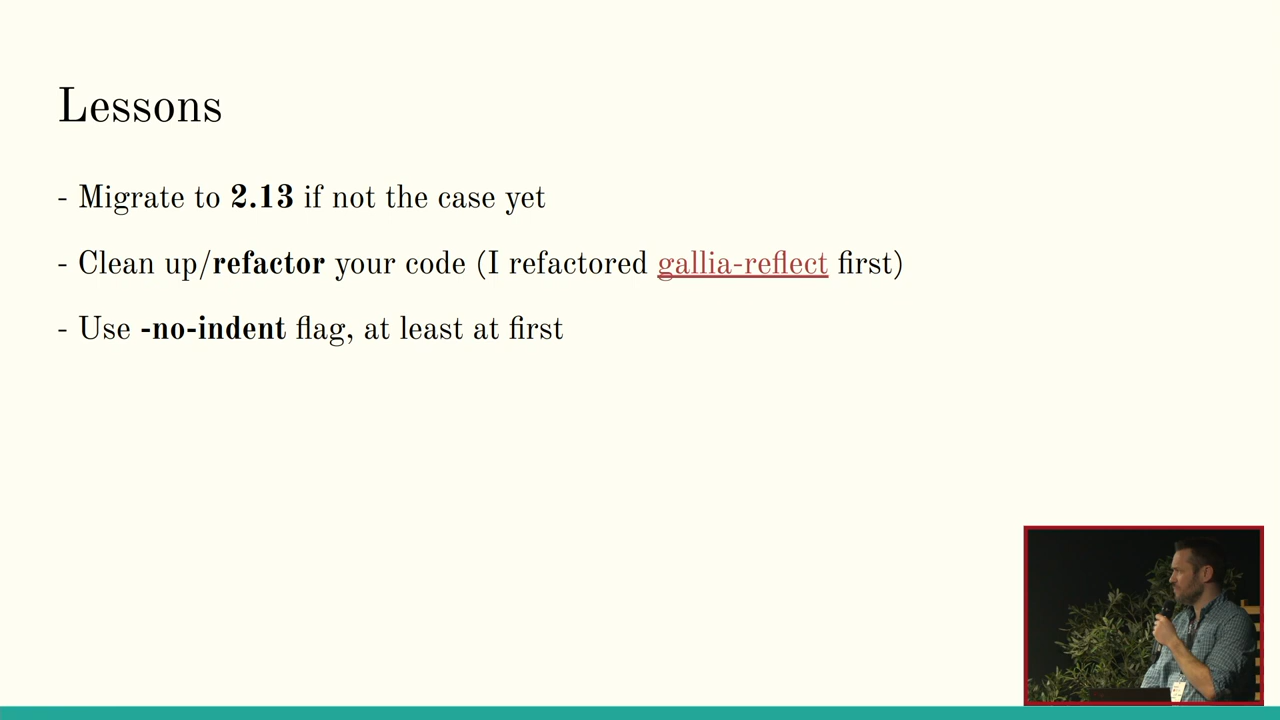 Lessons
- Migrate to 2.13 if not the case yet
- Clean up/refactor your code (I refactored gallia-reflect first)
- Use -no-indent flag, at least at first